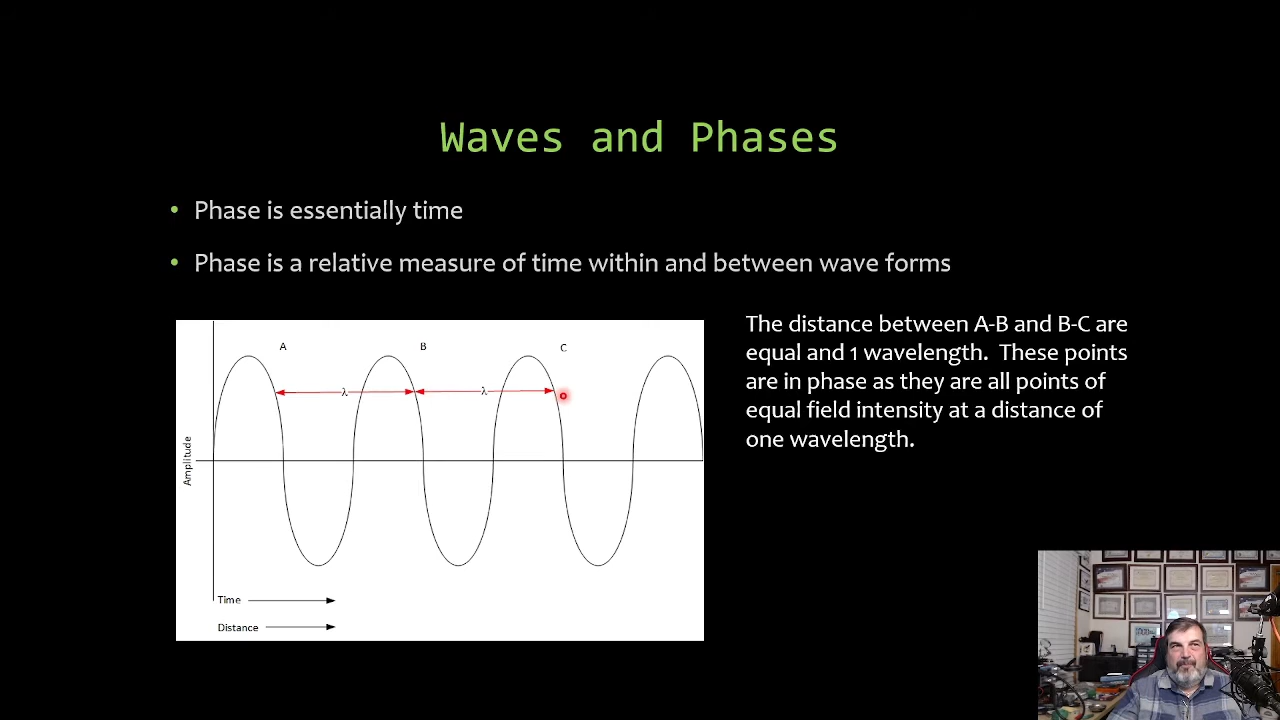 Waves and Phases
• Phase is essentially time
• Phase is a relative measure of time within and between wave forms
The distance between A-B and B-C are
equal and 1 wavelength. These points
are in phase as they are all points of
equal field intensity at a distance of
one wavelength.
A B C
λ λ
Amplitude
Time
Distance